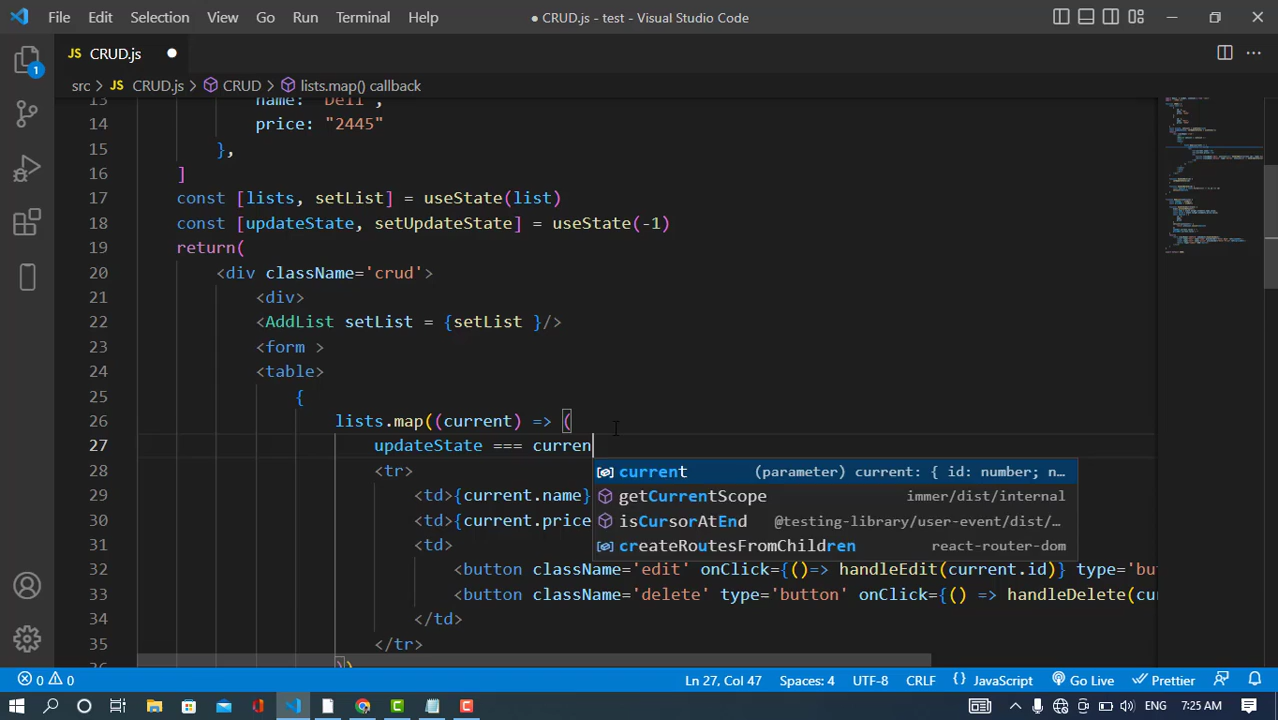 File Edit Selection View Go Run Terminal Help ● CRUD.js - test - Visual Studio Code
JS CRUD.js ●
src > JS CRUD.js > CRUD > lists.map() callback
13 name: "Dell",
14 price: "2445"
15 },
16 ]
17 const [lists, setList] = useState(list)
18 const [updateState, setUpdateState] = useState(-1)
19 return(
20 <div className='crud'>
21 <div>
22 <AddList setList = {setList }/>
23 <form >
24 <table>
25 {
26 lists.map((current) => (
27 updateState === curren
current (parameter) current: { id: number; n…
getCurrentScope immer/dist/internal
isCursorAtEnd @testing-library/user-event/dist/…
createRoutesFromChildren react-router-dom
28 <tr>
29 <td>{current.name}
30 <td>{current.price
31 <td>
32 <button className='edit' onClick={()=> handleEdit(current.id)} type='bu
33 <button className='delete' type='button' onClick={() => handleDelete(cu
34 </td>
35 </tr>
36 ))
0 0 Ln 27, Col 47 Spaces: 4 UTF-8 CRLF {} JavaScript Go Live Prettier
1
ENG 7:25 AM